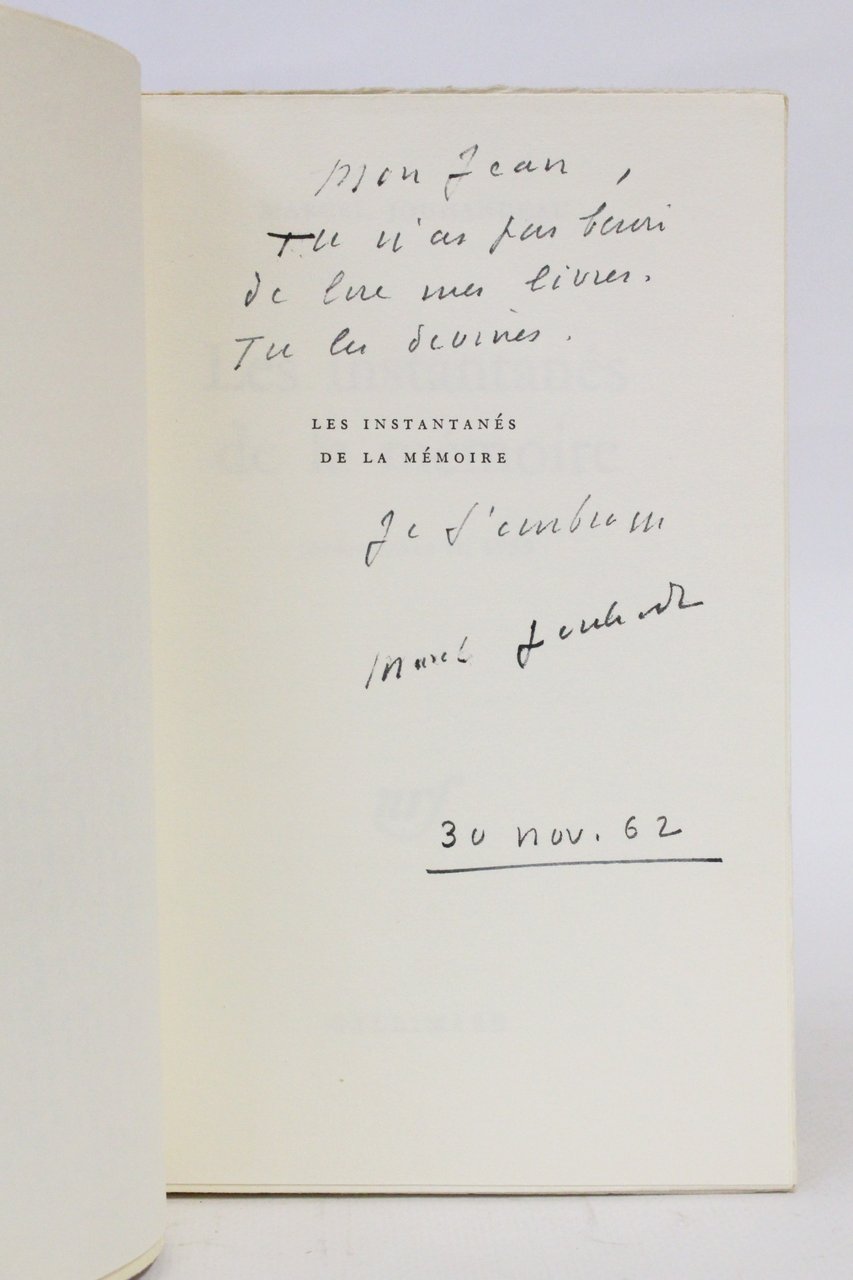 Mon Jean,
Tu n'as pas besoin
de lire mes livres.
Tu les devines.
LES INSTANTANÉS
DE LA MÉMOIRE
Je t'embrasse
Marcel Jouhandeau
30 nov. 62